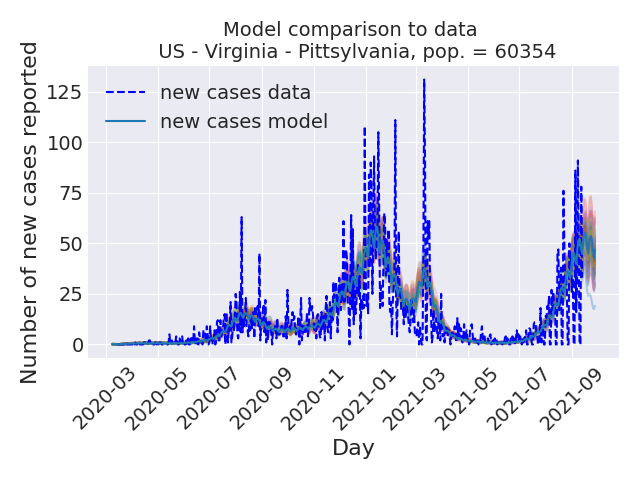 Model comparison to data
US - Virginia - Pittsylvania, pop. = 60354
Number of new cases reported
125
100
75
50
25
0
new cases data
new cases model
2020-03
2020-05
2020-07
2020-09
2020-11
2021-01
2021-03
2021-05
2021-07
2021-09
Day